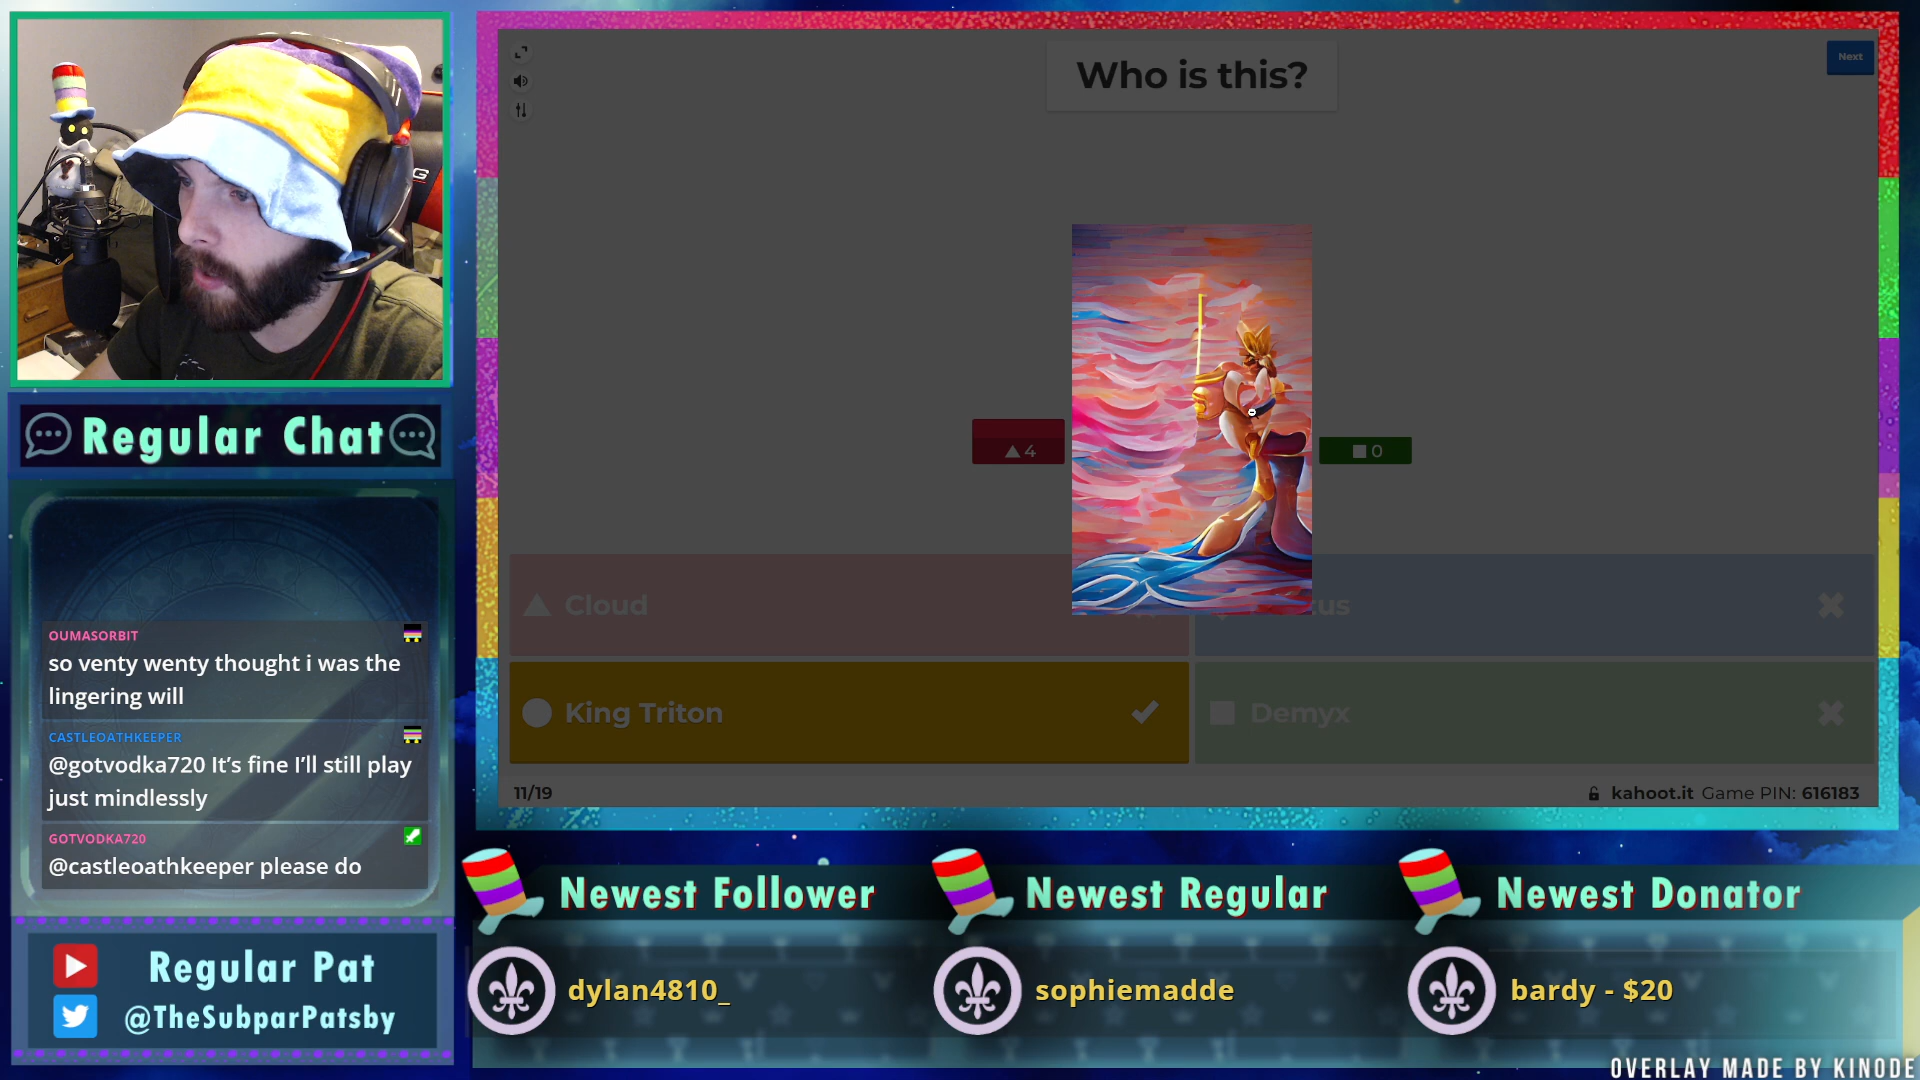 Who is this?
Next
4
0
Cloud
tus
King Triton
Demyx
11/19
kahoot.it Game PIN: 616183
Regular Chat
OUMASORBIT
so venty wenty thought i was the
lingering will
CASTLEOATHKEEPER
@gotvodka720 It's fine I'll still play
just mindlessly
GOTVODKA720
@castleoathkeeper please do
Regular Pat
@TheSubparPatsby
Newest Follower
dylan4810_
Newest Regular
sophiemadde
Newest Donator
bardy - $20
OVERLAY MADE BY KINODE